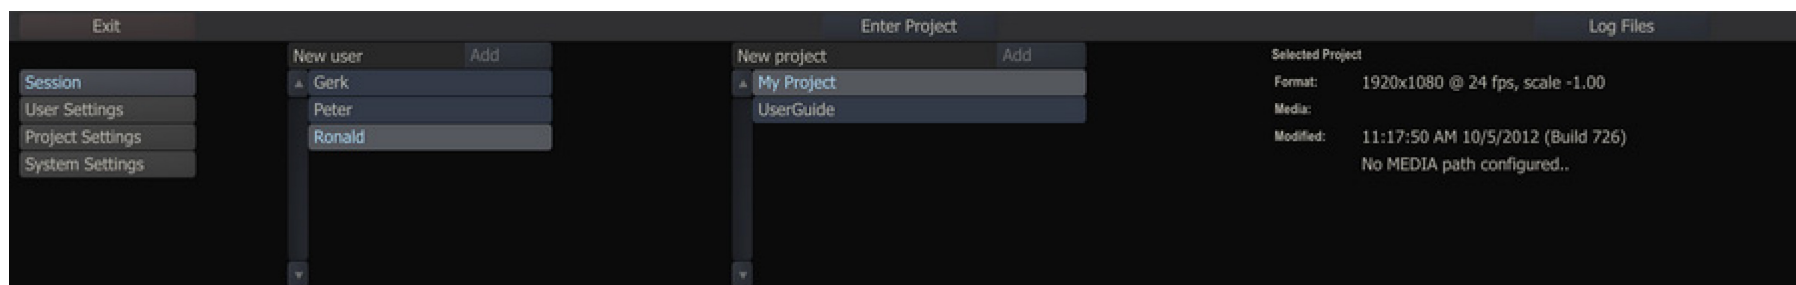 Exit Enter Project Log Files
New user Add New project Add Selected Project
Session Gerk My Project Format: 1920x1080 @ 24 fps, scale -1.00
User Settings Peter UserGuide Media:
Project Settings Ronald Modified: 11:17:50 AM 10/5/2012 (Build 726)
System Settings No MEDIA path configured..